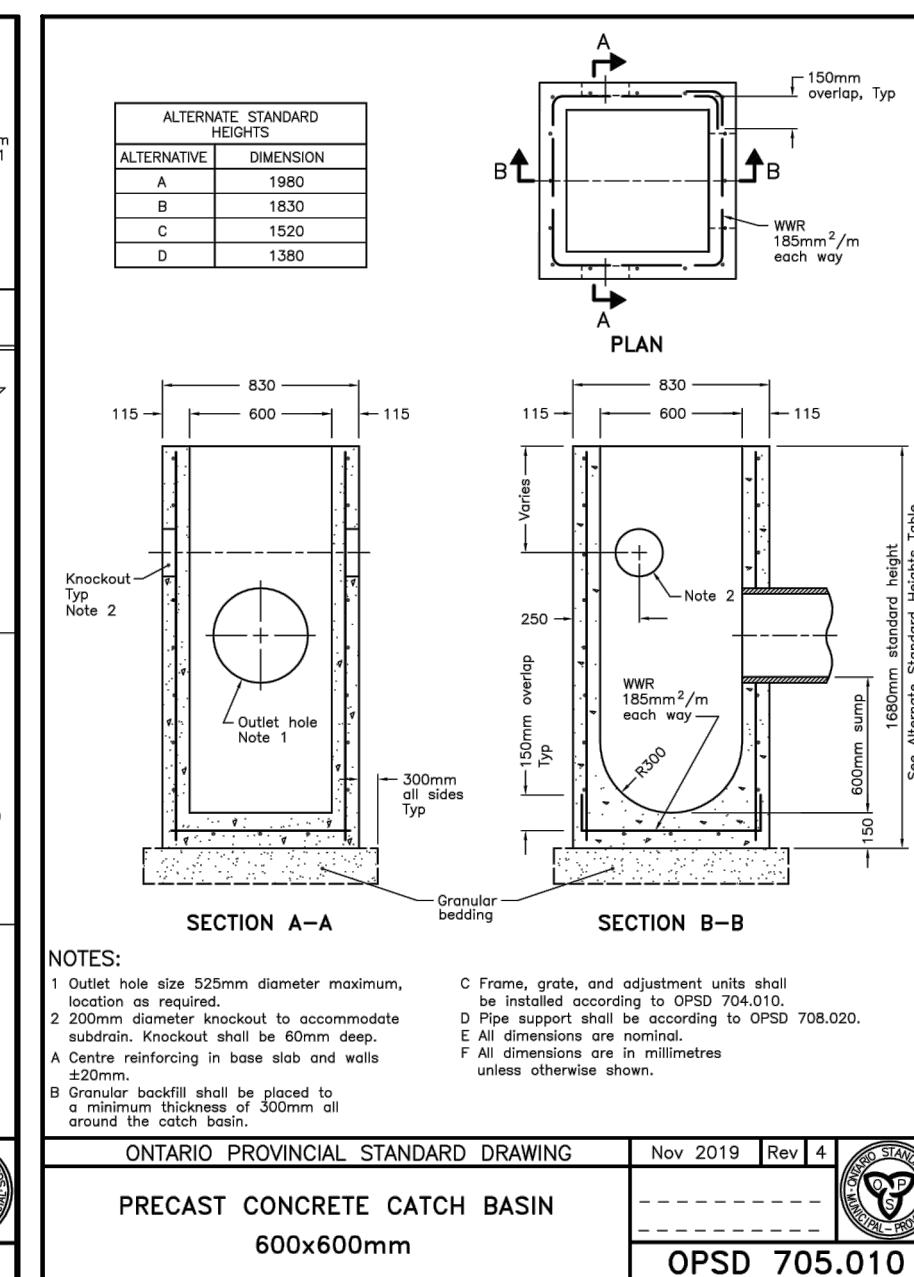 ALTERNATE STANDARD
HEIGHTS
ALTERNATIVE DIMENSION
A 1980
B 1830
C 1520
D 1380
A
150mm
overlap, Typ
B
B
WWR
185mm²/m
each way
A
PLAN
830
115 600 115
Knockout
Typ
Note 2
Outlet hole
Note 1
300mm
all sides
Typ
SECTION A–A
830
115 600 115
Varies
Note 2
250
150mm overlap
Typ
WWR
185mm²/m
each way
R300
600mm sump
150
1680mm standard height
See Alternate Standard Heights Table
Granular
bedding
SECTION B–B
NOTES:
1 Outlet hole size 525mm diameter maximum,
location as required.
2 200mm diameter knockout to accommodate
subdrain. Knockout shall be 60mm deep.
A Centre reinforcing in base slab and walls
±20mm.
B Granular backfill shall be placed to
a minimum thickness of 300mm all
around the catch basin.
C Frame, grate, and adjustment units shall
be installed according to OPSD 704.010.
D Pipe support shall be according to OPSD 708.020.
E All dimensions are nominal.
F All dimensions are in millimetres
unless otherwise shown.
ONTARIO PROVINCIAL STANDARD DRAWING
Nov 2019 Rev 4
PRECAST CONCRETE CATCH BASIN
600x600mm
OPSD 705.010
OPS